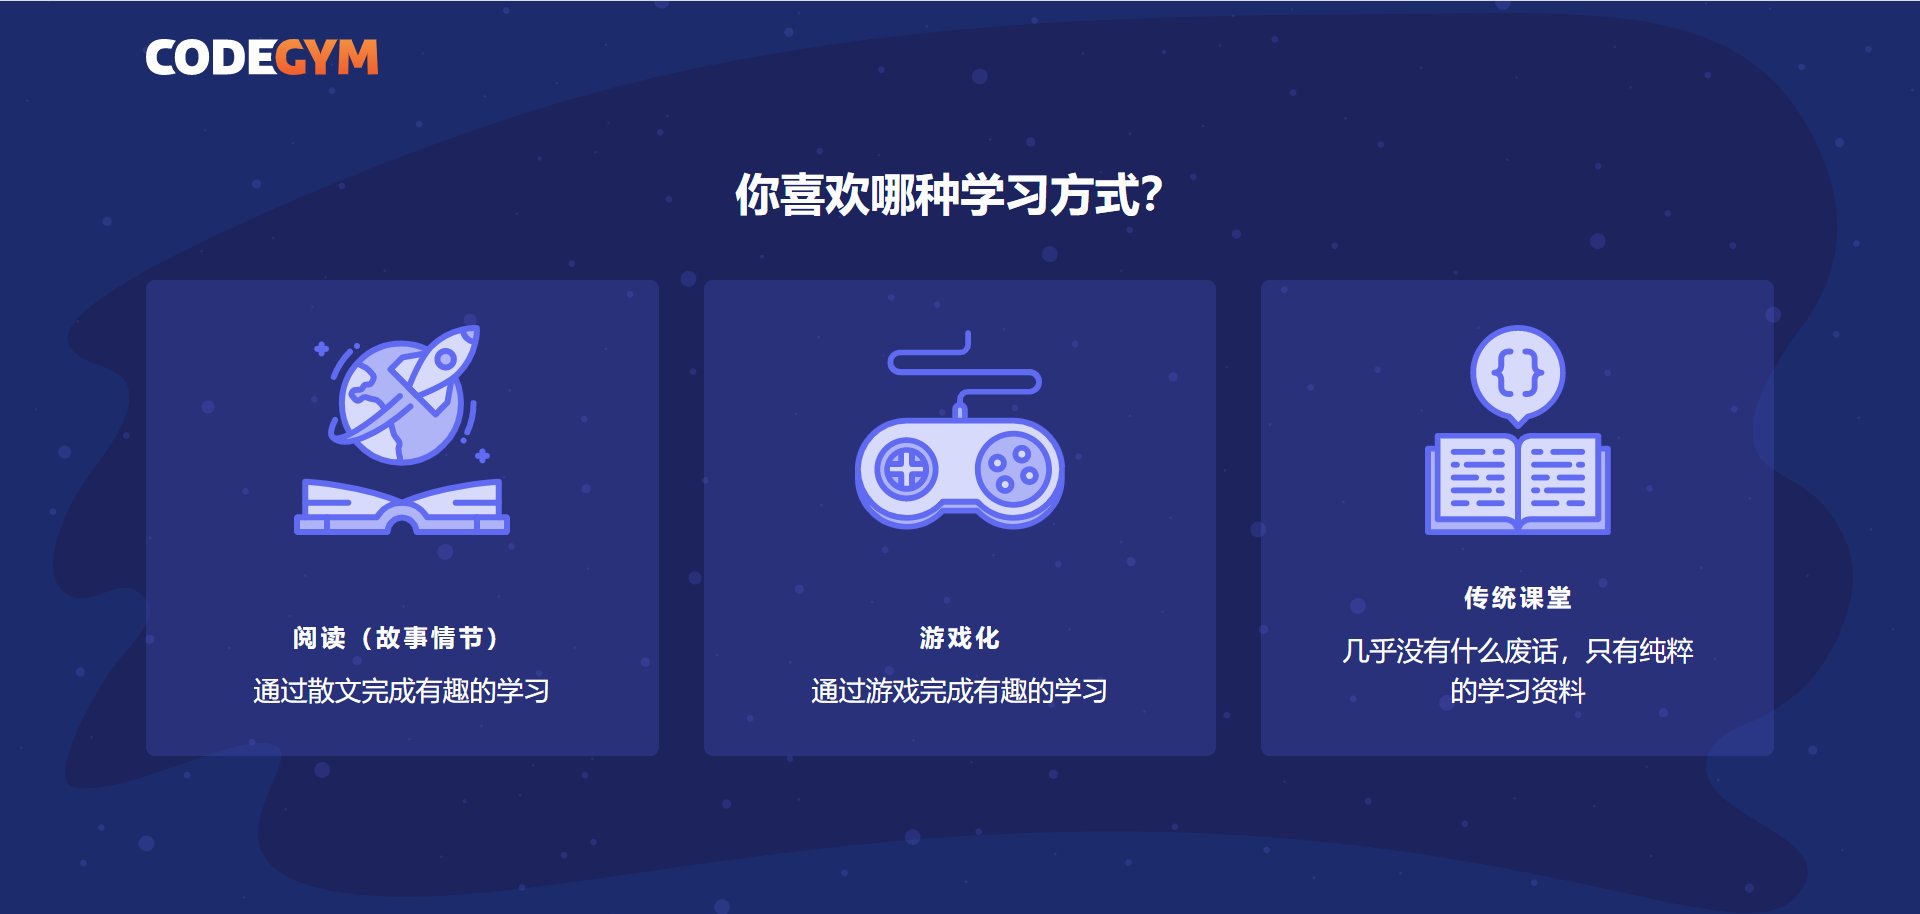 CODEGYM
你喜欢哪种学习方式?
阅读（故事情节）
通过散文完成有趣的学习
游戏化
通过游戏完成有趣的学习
{ }
传统课堂
几乎没有什么废话，只有纯粹
的学习资料